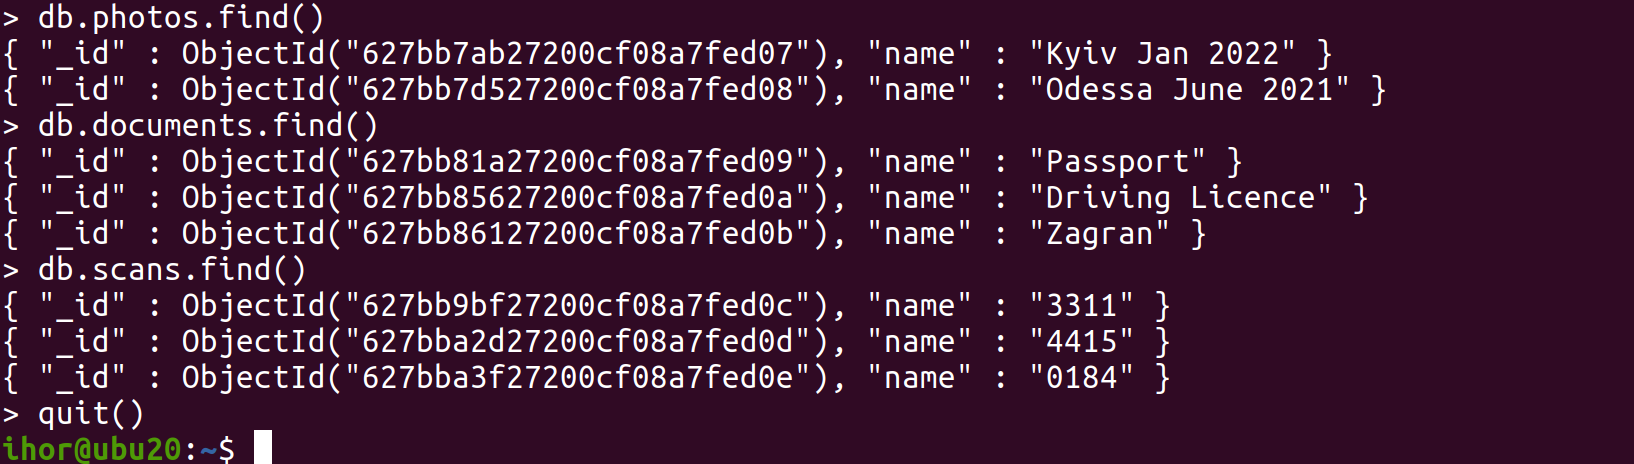 > db.photos.find()
{ "_id" : ObjectId("627bb7ab27200cf08a7fed07"), "name" : "Kyiv Jan 2022" }
{ "_id" : ObjectId("627bb7d527200cf08a7fed08"), "name" : "Odessa June 2021" }
> db.documents.find()
{ "_id" : ObjectId("627bb81a27200cf08a7fed09"), "name" : "Passport" }
{ "_id" : ObjectId("627bb85627200cf08a7fed0a"), "name" : "Driving Licence" }
{ "_id" : ObjectId("627bb86127200cf08a7fed0b"), "name" : "Zagran" }
> db.scans.find()
{ "_id" : ObjectId("627bb9bf27200cf08a7fed0c"), "name" : "3311" }
{ "_id" : ObjectId("627bba2d27200cf08a7fed0d"), "name" : "4415" }
{ "_id" : ObjectId("627bba3f27200cf08a7fed0e"), "name" : "0184" }
> quit()
ihor@ubu20:~$